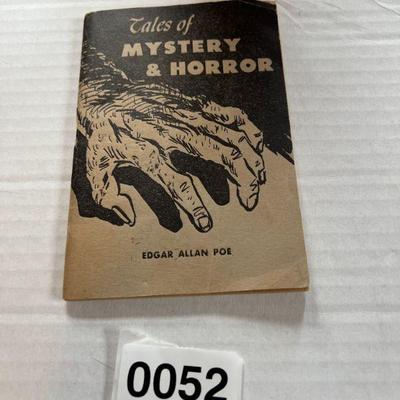 Tales of
MYSTERY
& HORROR
EDGAR ALLAN POE
0052